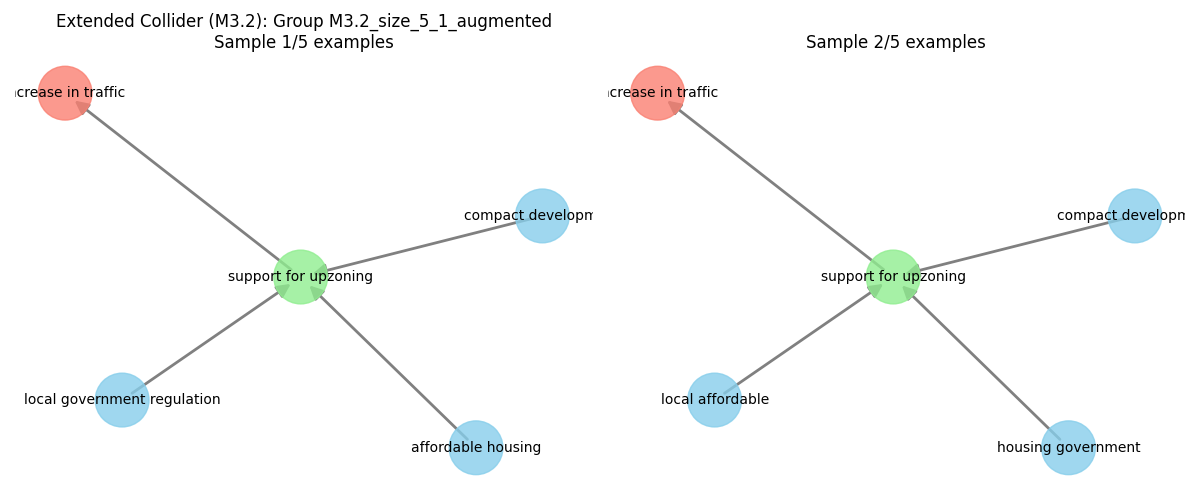 Extended Collider (M3.2): Group M3.2_size_5_1_augmented
Sample 1/5 examples
crease in traffic
compact developm
support for upzoning
local government regulation
affordable housing
Sample 2/5 examples
crease in traffic
compact developm
support for upzoning
local affordable
housing government